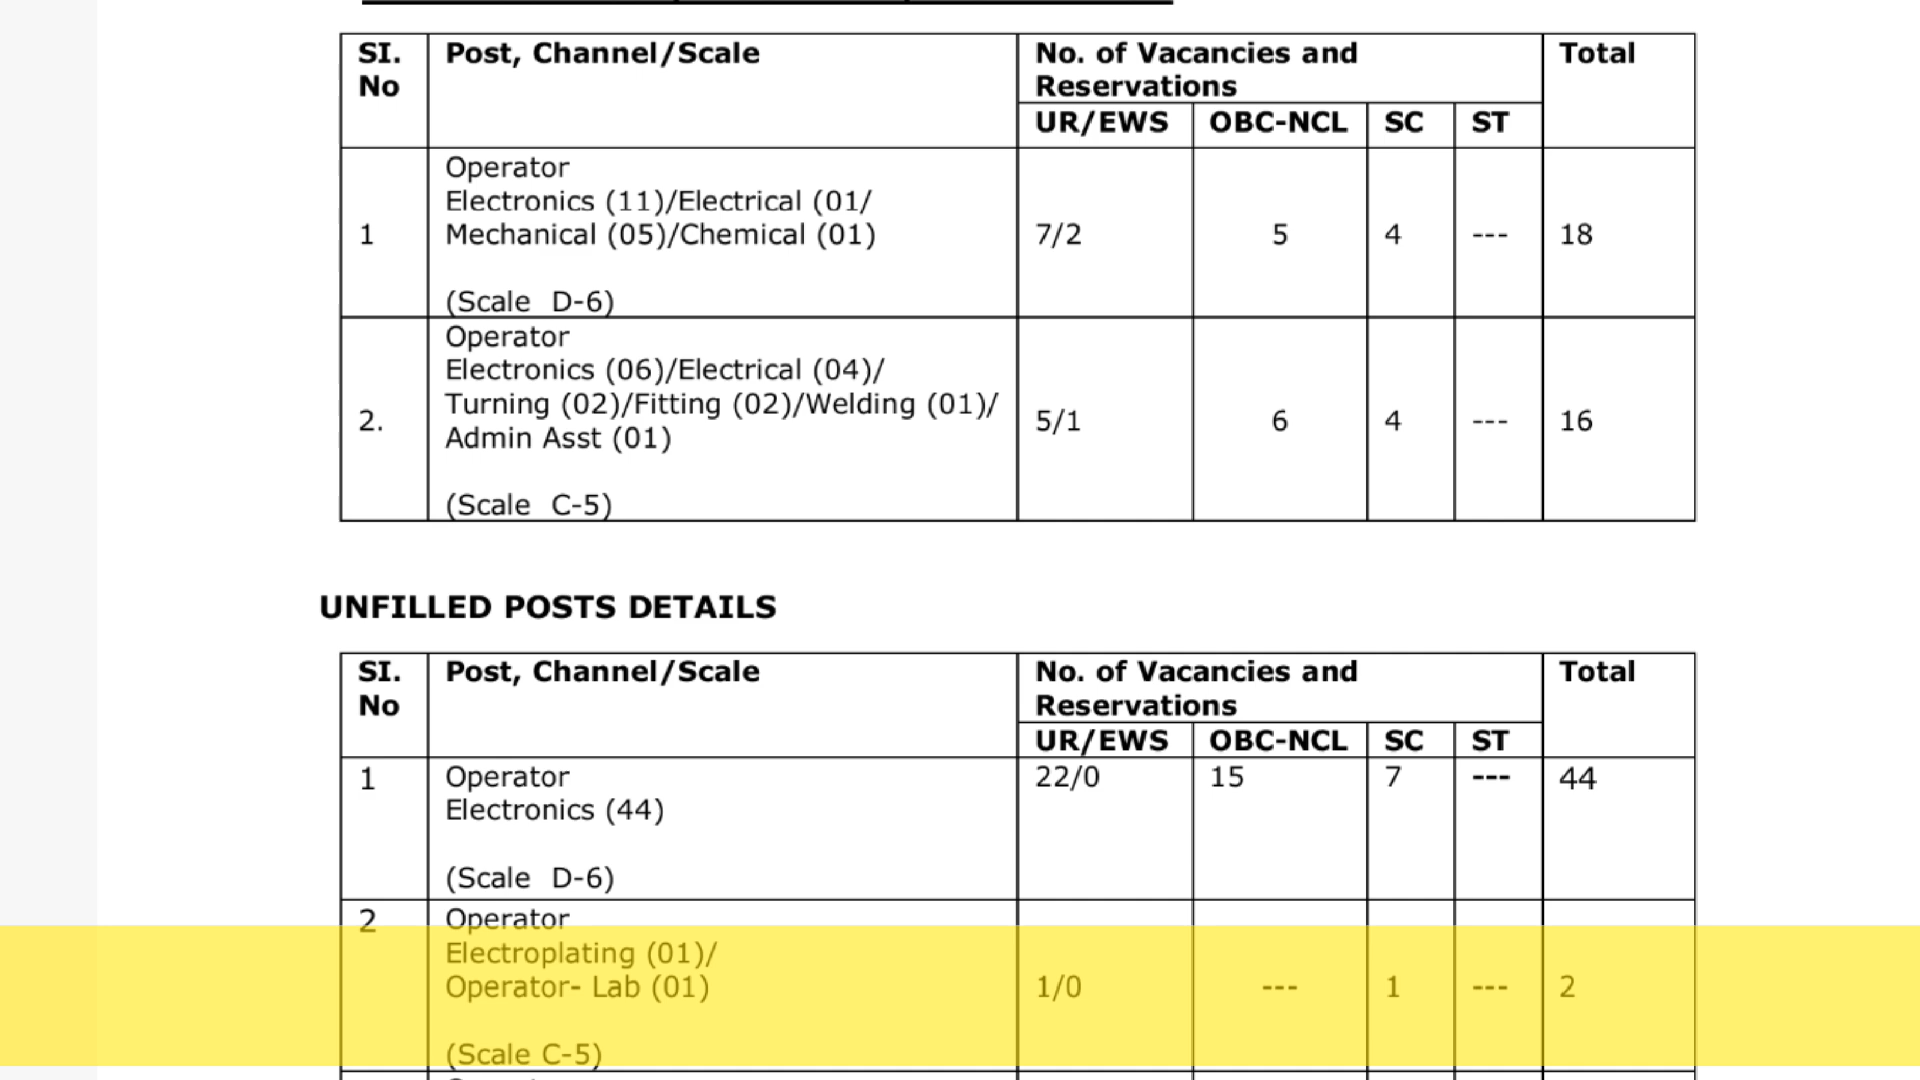 SI. No
Post, Channel/Scale
No. of Vacancies and Reservations
Total
UR/EWS
OBC-NCL
SC
ST
1
Operator
Electronics (11)/Electrical (01/
Mechanical (05)/Chemical (01)
(Scale D-6)
7/2
5
4
---
18
2.
Operator
Electronics (06)/Electrical (04)/
Turning (02)/Fitting (02)/Welding (01)/
Admin Asst (01)
(Scale C-5)
5/1
6
4
---
16
UNFILLED POSTS DETAILS
SI. No
Post, Channel/Scale
No. of Vacancies and Reservations
Total
UR/EWS
OBC-NCL
SC
ST
1
Operator
Electronics (44)
(Scale D-6)
22/0
15
7
---
44
2
Operator
Electroplating (01)/
Operator- Lab (01)
(Scale C-5)
1/0
---
1
---
2